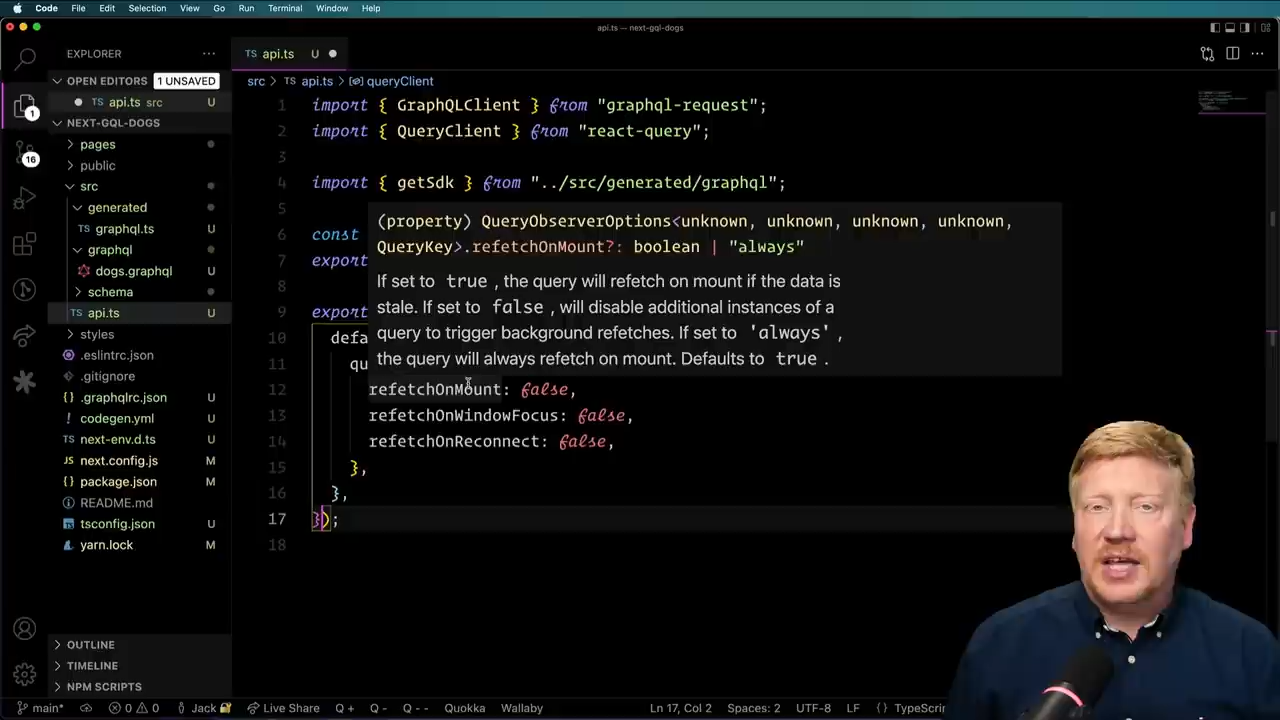 Code File Edit Selection View Go Run Terminal Window Help
api.ts — next-gql-dogs
EXPLORER
TS api.ts U
OPEN EDITORS 1 UNSAVED
src > TS api.ts > queryClient
TS api.ts src U
NEXT-GQL-DOGS
pages
public
src
generated
TS graphql.ts U
graphql
dogs.graphql U
schema
TS api.ts U
styles
.eslintrc.json U
.gitignore
.graphqlrc.json U
codegen.yml U
TS next-env.d.ts U
JS next.config.js M
package.json M
README.md
tsconfig.json U
yarn.lock M
OUTLINE
TIMELINE
NPM SCRIPTS
1
16
1 import { GraphQLClient } from "graphql-request";
2 import { QueryClient } from "react-query";
3
4 import { getSdk } from "../src/generated/graphql";
5
6 const
7 export
8
9 export
10 defa
11 qu
(property) QueryObserverOptions<unknown, unknown, unknown, unknown,
QueryKey>.refetchOnMount?: boolean | "always"
If set to true , the query will refetch on mount if the data is
stale. If set to false , will disable additional instances of a
query to trigger background refetches. If set to 'always' ,
the query will always refetch on mount. Defaults to true .
12 refetchOnMount: false,
13 refetchOnWindowFocus: false,
14 refetchOnReconnect: false,
15 },
16 },
17 });
18
main* 0 0 Jack Live Share Q + Q - Q - - Quokka Wallaby Ln 17, Col 2 Spaces: 2 UTF-8 LF {} TypeScrip